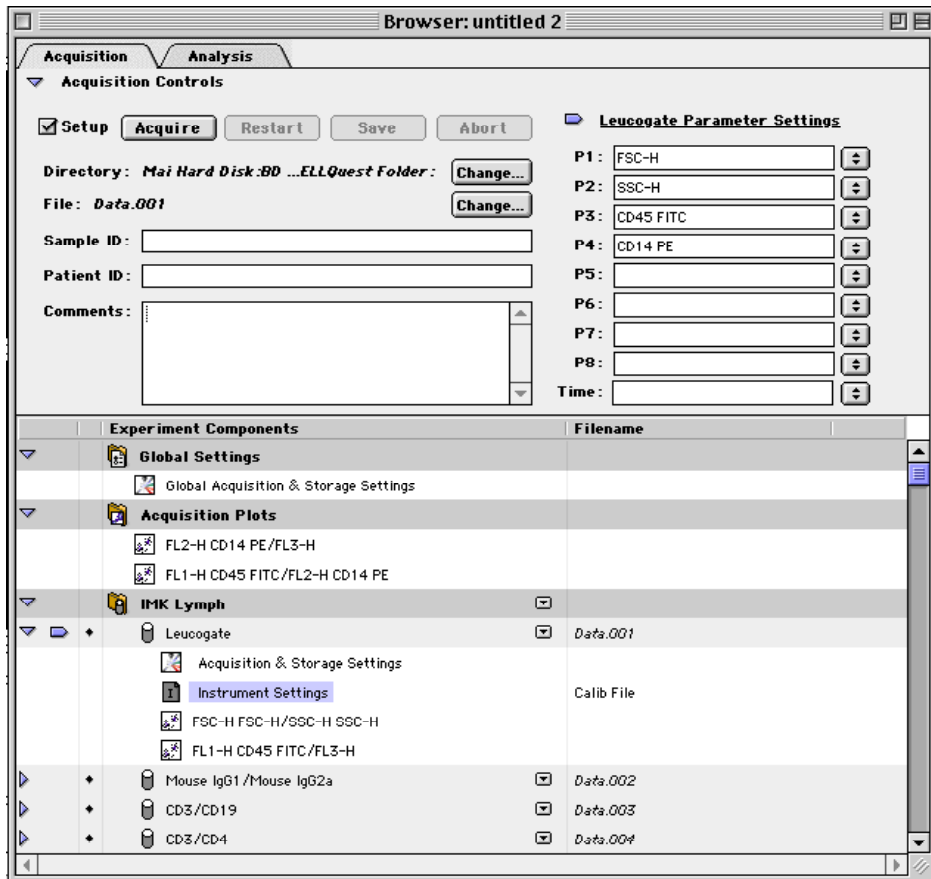 Browser: untitled 2
Acquisition Analysis
Acquisition Controls
Setup Acquire Restart Save Abort
Directory: Mai Hard Disk:BD ...ELLQuest Folder: Change...
File: Data.001 Change...
Sample ID:
Patient ID:
Comments:
Leucogate Parameter Settings
P1: FSC-H
P2: SSC-H
P3: CD45 FITC
P4: CD14 PE
P5:
P6:
P7:
P8:
Time:
Experiment Components Filename
Global Settings
Global Acquisition & Storage Settings
Acquisition Plots
FL2-H CD14 PE/FL3-H
FL1-H CD45 FITC/FL2-H CD14 PE
IMK Lymph
Leucogate Data.001
Acquisition & Storage Settings
Instrument Settings Calib File
FSC-H FSC-H/SSC-H SSC-H
FL1-H CD45 FITC/FL3-H
Mouse IgG1/Mouse IgG2a Data.002
CD3/CD19 Data.003
CD3/CD4 Data.004